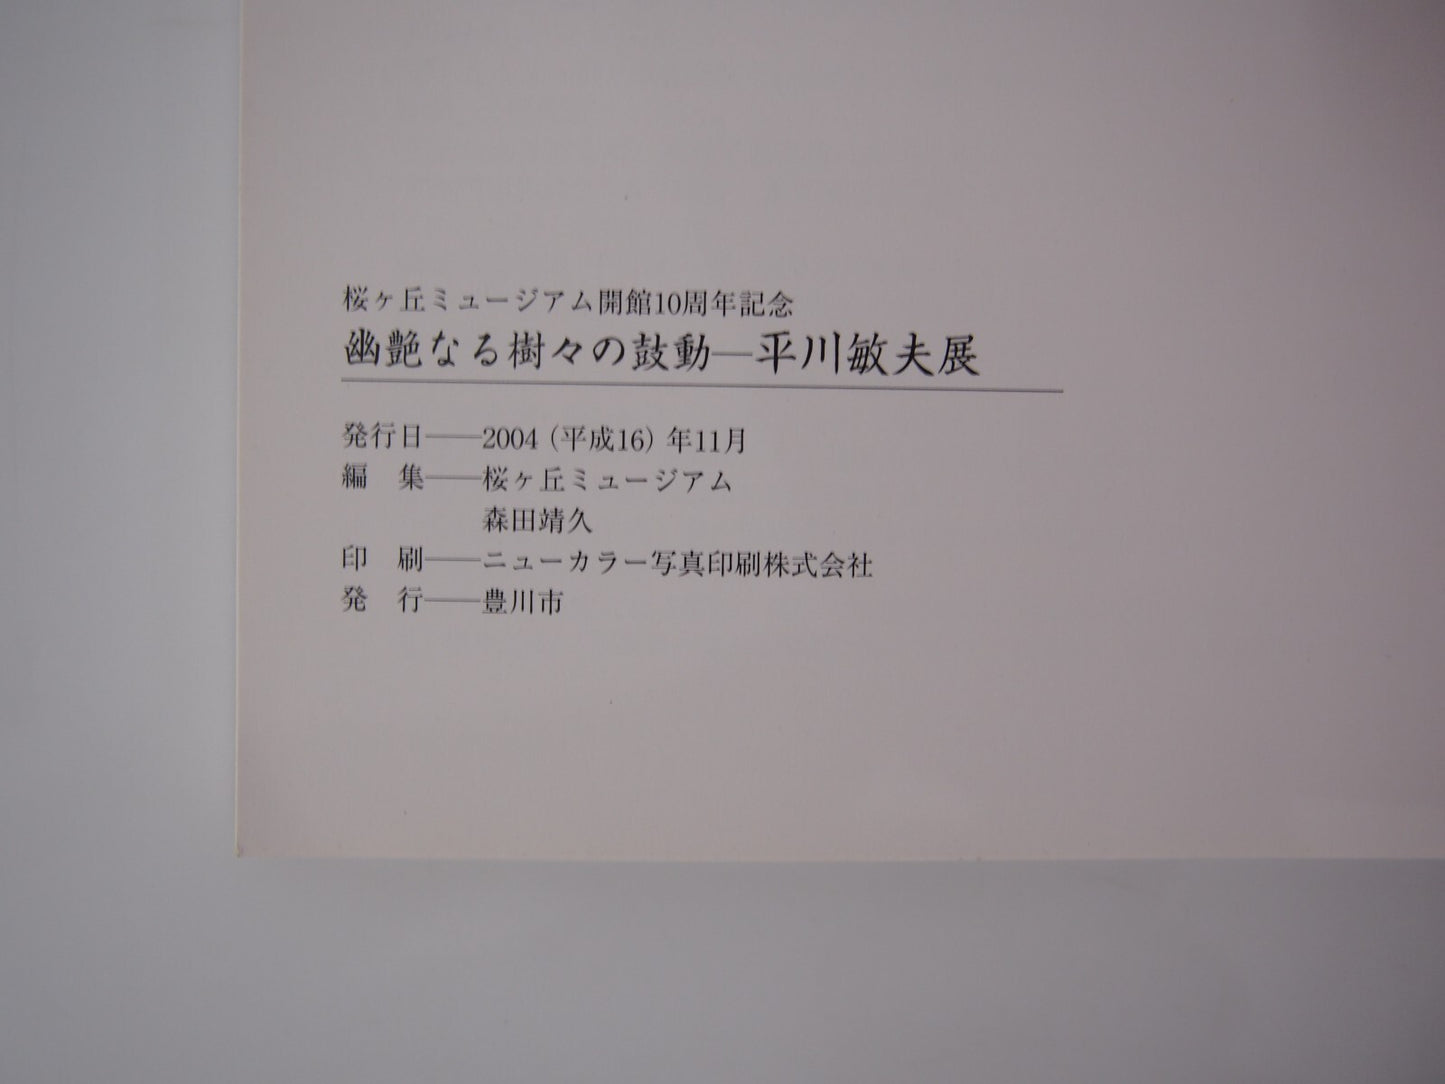 桜ヶ丘ミュージアム開館10周年記念
幽艶なる樹々の鼓動―平川敏夫展
発行日――2004（平成16）年11月
編　集――桜ヶ丘ミュージアム
森田靖久
印　刷――ニューカラー写真印刷株式会社
発　行――豊川市